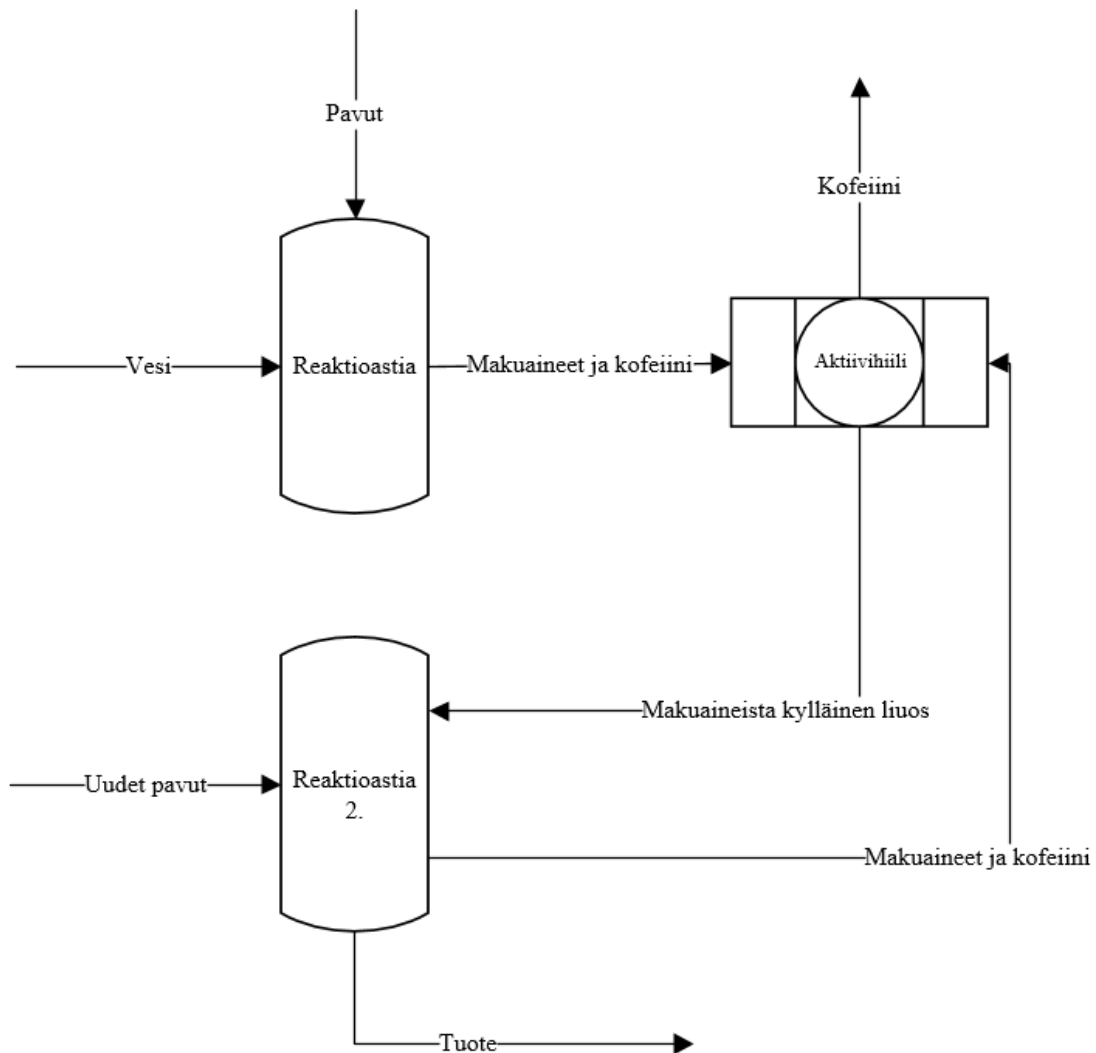 Pavut
Kofeiini
Vesi
Reaktioastia
Makuaineet ja kofeiini
Aktiivihiili
Makuaineista kylläinen liuos
Uudet pavut
Reaktioastia
2.
Makuaineet ja kofeiini
Tuote